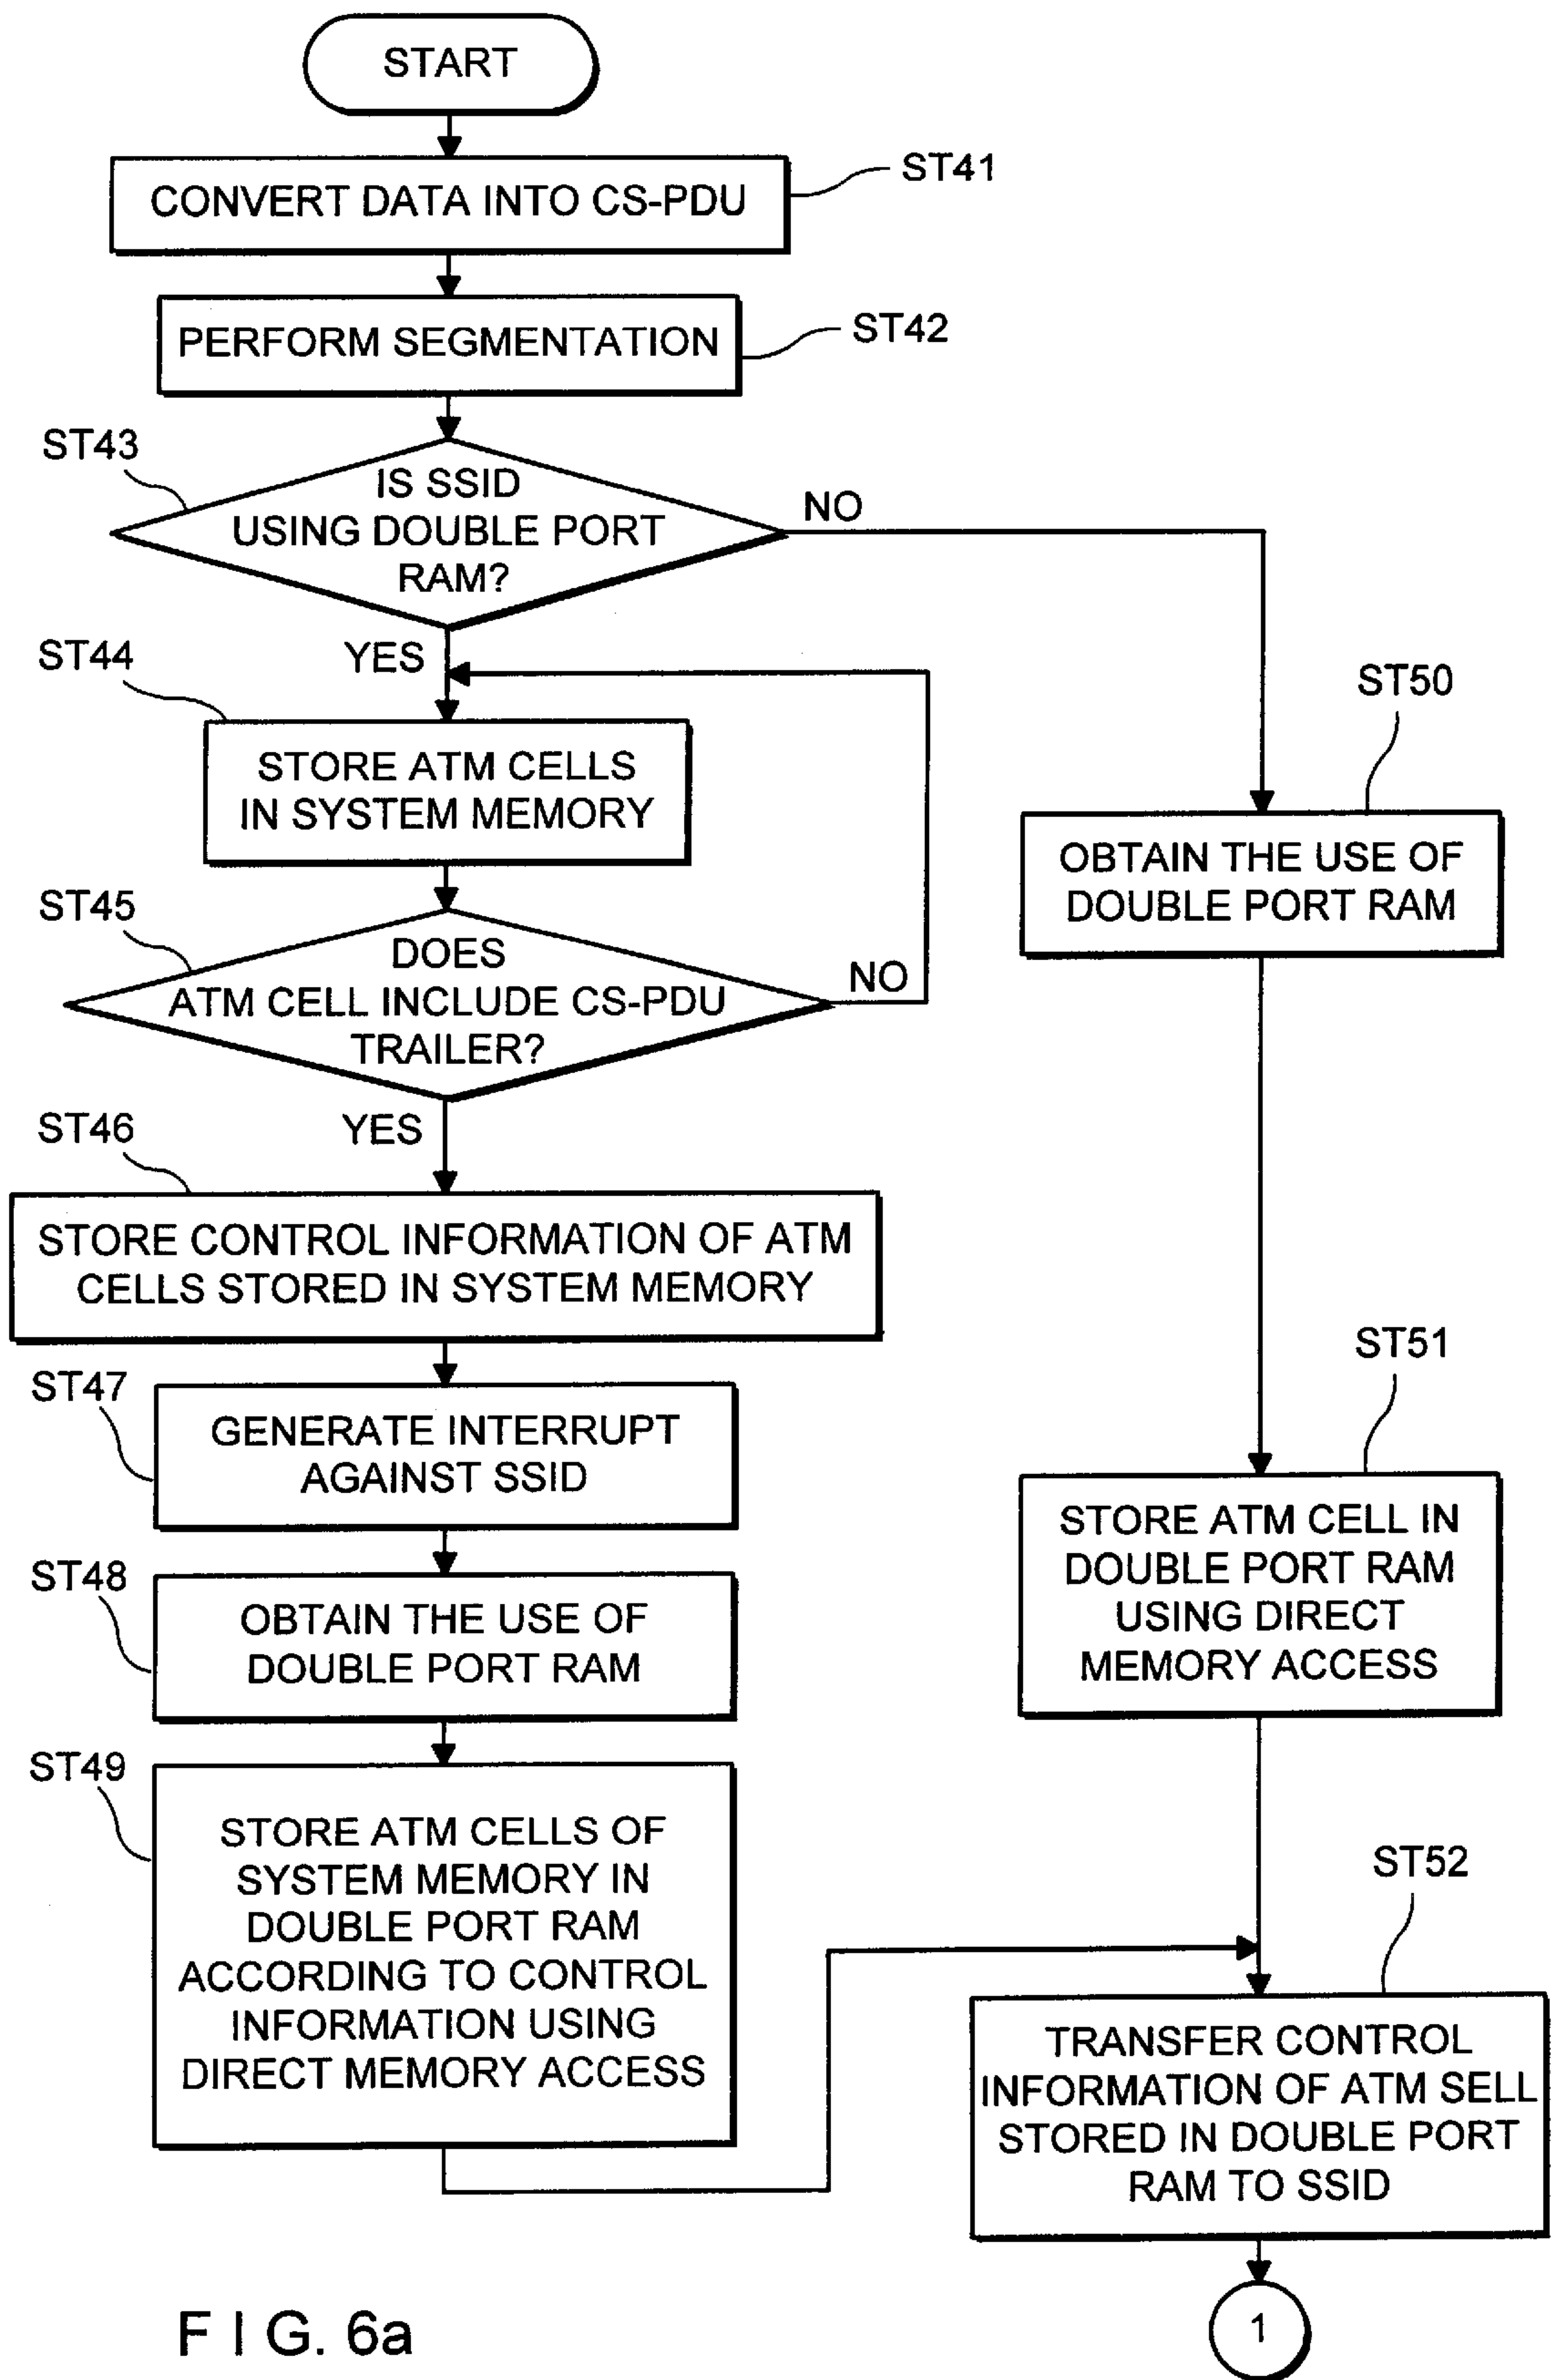 START
CONVERT DATA INTO CS-PDU
ST41
PERFORM SEGMENTATION
ST42
ST43
IS SSID
USING DOUBLE PORT
RAM?
NO
YES
ST44
STORE ATM CELLS
IN SYSTEM MEMORY
ST45
DOES
ATM CELL INCLUDE CS-PDU
TRAILER?
NO
YES
ST46
STORE CONTROL INFORMATION OF ATM
CELLS STORED IN SYSTEM MEMORY
ST47
GENERATE INTERRUPT
AGAINST SSID
ST48
OBTAIN THE USE OF
DOUBLE PORT RAM
ST49
STORE ATM CELLS OF
SYSTEM MEMORY IN
DOUBLE PORT RAM
ACCORDING TO CONTROL
INFORMATION USING
DIRECT MEMORY ACCESS
ST50
OBTAIN THE USE OF
DOUBLE PORT RAM
ST51
STORE ATM CELL IN
DOUBLE PORT RAM
USING DIRECT
MEMORY ACCESS
ST52
TRANSFER CONTROL
INFORMATION OF ATM SELL
STORED IN DOUBLE PORT
RAM TO SSID
1
FIG. 6a